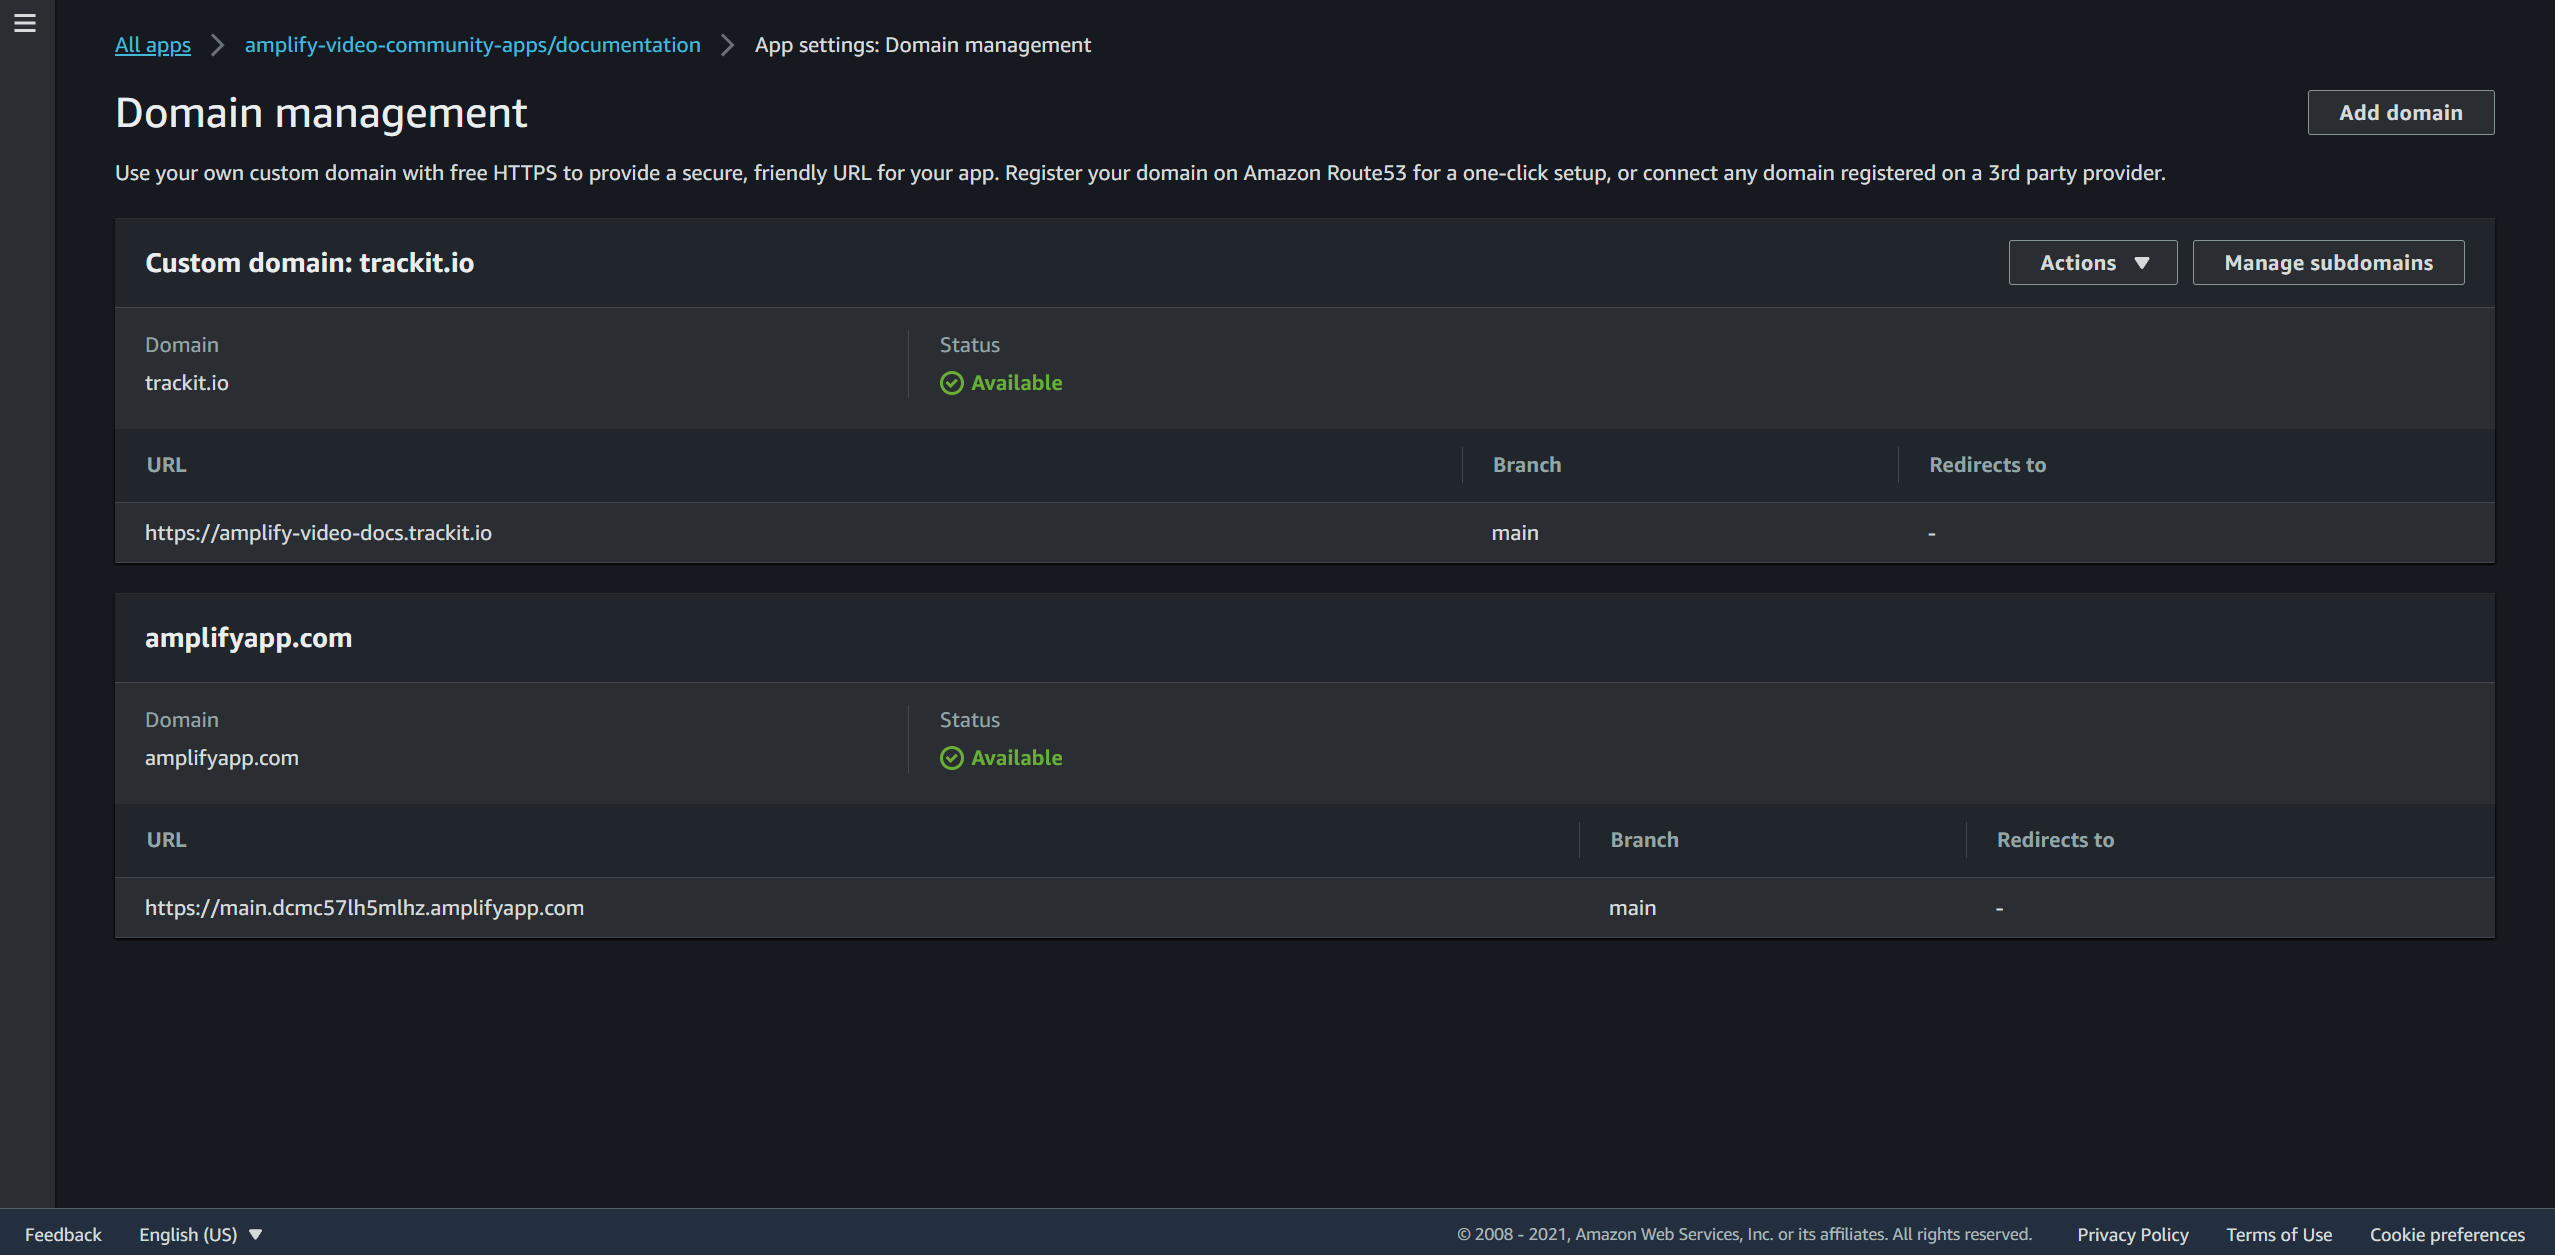 All apps > amplify-video-community-apps/documentation > App settings: Domain management
Domain management
Add domain
Use your own custom domain with free HTTPS to provide a secure, friendly URL for your app. Register your domain on Amazon Route53 for a one-click setup, or connect any domain registered on a 3rd party provider.
Custom domain: trackit.io
Actions
Manage subdomains
Domain
trackit.io
Status
Available
URL Branch Redirects to
https://amplify-video-docs.trackit.io main -
amplifyapp.com
Domain
amplifyapp.com
Status
Available
URL Branch Redirects to
https://main.dcmc57lh5mlhz.amplifyapp.com main -
Feedback English (US) © 2008 - 2021, Amazon Web Services, Inc. or its affiliates. All rights reserved. Privacy Policy Terms of Use Cookie preferences